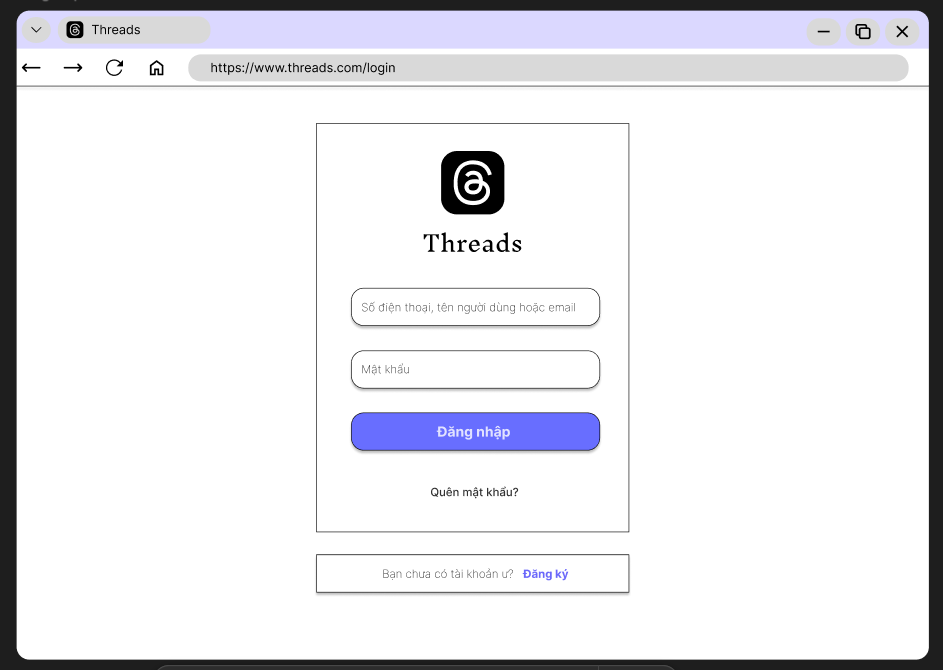 Threads
https://www.threads.com/login
Threads
Số điện thoại, tên người dùng hoặc email
Mật khẩu
Đăng nhập
Quên mật khẩu?
Bạn chưa có tài khoản ư? Đăng ký